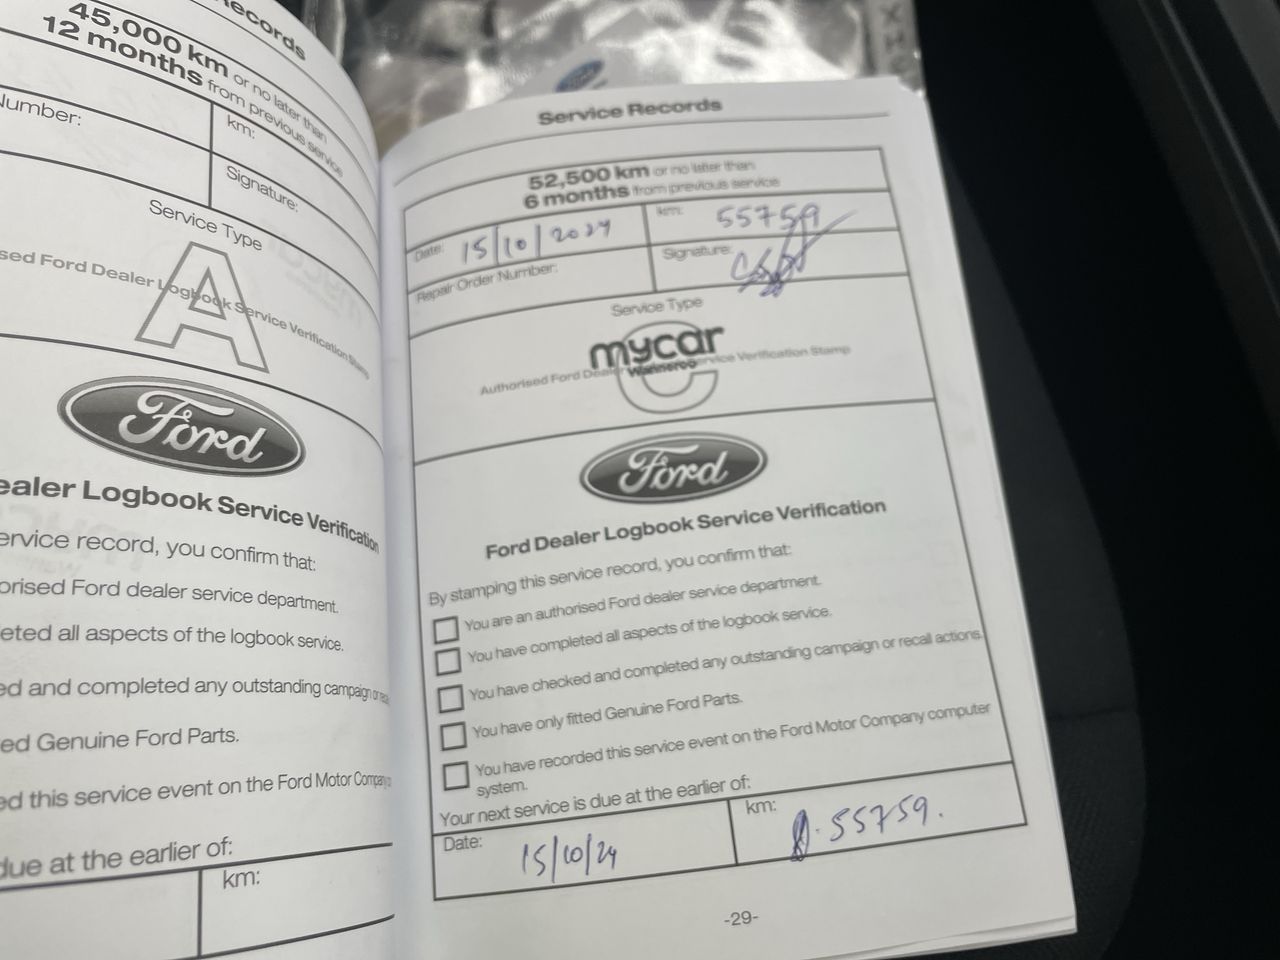 Records
45,000 km or no later than
12 months from previous service
Number:
km:
Signature:
Service Type
A
Ford Dealer Logbook Service Verification Stamp
Ford
Dealer Logbook Service Verification
service record, you confirm that:
orised Ford dealer service department.
leted all aspects of the logbook service.
ed and completed any outstanding campaign or
ed Genuine Ford Parts.
ed this service event on the Ford Motor Company
due at the earlier of:
km:
Service Records
52,500 km or no later than
6 months from previous service
Date: 15/10/2024
km: 55759
Repair Order Number:
Signature:
Service Type
mycar
Wanneroo
Authorised Ford Dealer Service Verification Stamp
Ford
Ford Dealer Logbook Service Verification
By stamping this service record, you confirm that:
You are an authorised Ford dealer service department.
You have completed all aspects of the logbook service.
You have checked and completed any outstanding campaign or recall actions.
You have only fitted Genuine Ford Parts.
You have recorded this service event on the Ford Motor Company computer
system.
Your next service is due at the earlier of:
Date: 15/10/24
km: 55759.
-29-